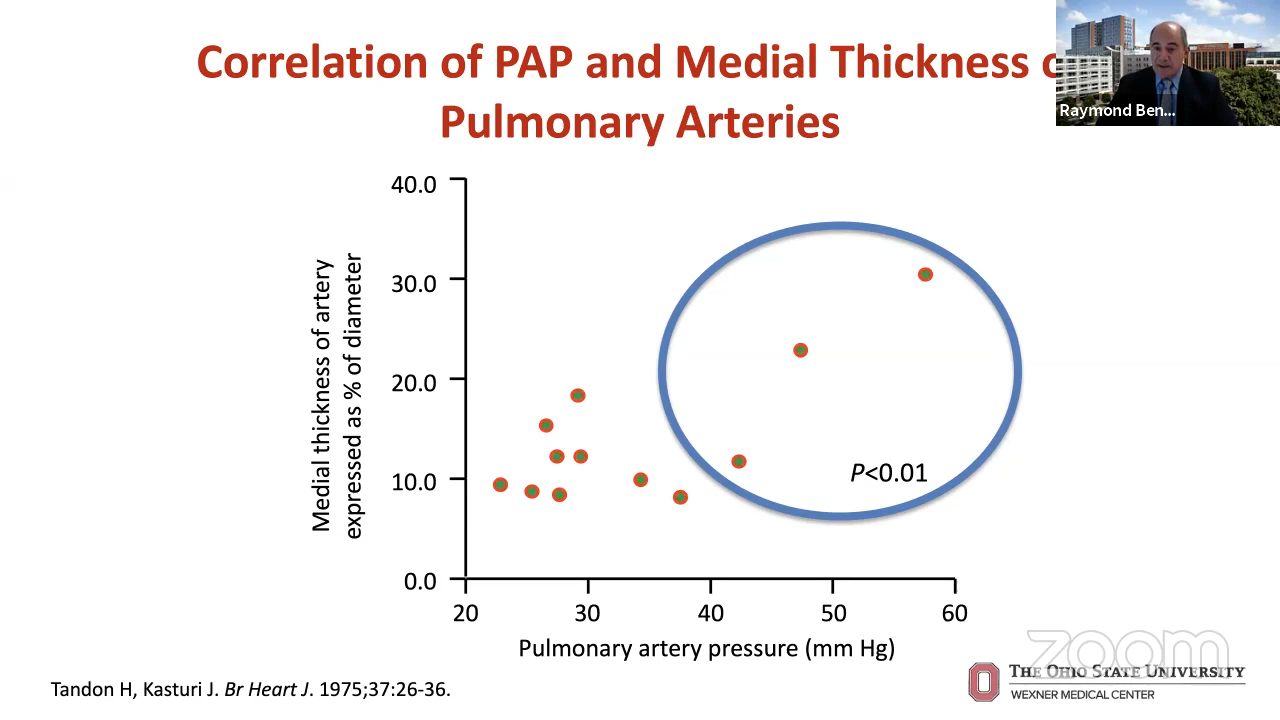 Correlation of PAP and Medial Thickness
Pulmonary Arteries
Raymond Ben...
40.0
30.0
20.0
10.0
0.0
Medial thickness of artery
expressed as % of diameter
P<0.01
20
30
40
50
60
Pulmonary artery pressure (mm Hg)
zoom
Tandon H, Kasturi J. Br Heart J. 1975;37:26-36.
THE OHIO STATE UNIVERSITY
WEXNER MEDICAL CENTER